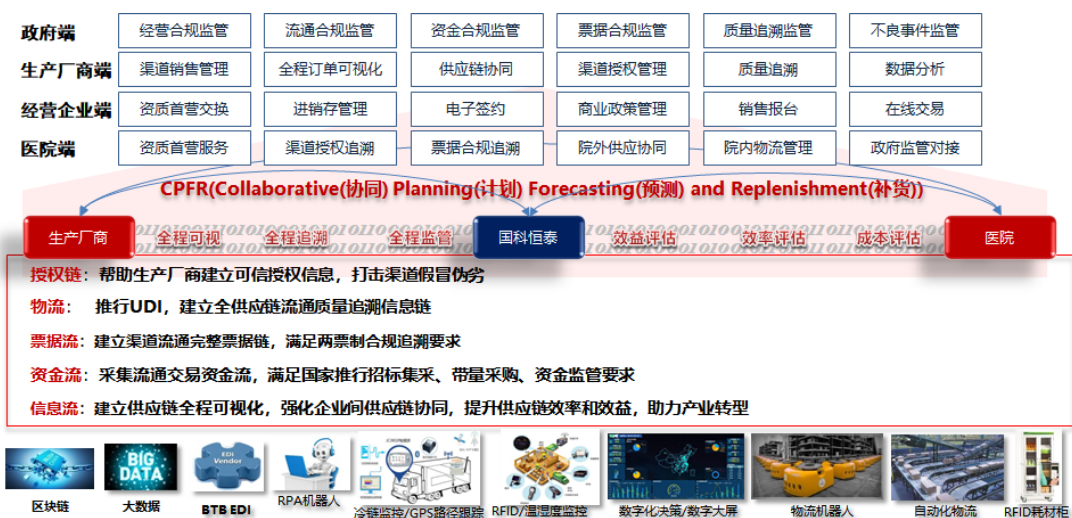 政府端 经营合规监管 流通合规监管 资金合规监管 票据合规监管 质量追溯监管 不良事件监管
生产厂商端 渠道销售管理 全程订单可视化 供应链协同 渠道授权管理 质量追溯 数据分析
经营企业端 资质首营交换 进销存管理 电子签约 商业政策管理 销售报台 在线交易
医院端 资质首营服务 渠道授权追溯 票据合规追溯 院外供应协同 院内物流管理 政府监管对接
CPFR(Collaborative(协同) Planning(计划) Forecasting(预测) and Replenishment(补货))
生产厂商 全程可视 全程追溯 全程监管 国科恒泰 效益评估 效率评估 成本评估 医院
授权链：帮助生产厂商建立可信授权信息，打击渠道假冒伪劣
物流： 推行UDI，建立全供应链流通质量追溯信息链
票据流：建立渠道流通完整票据链，满足两票制合规追溯要求
资金流：采集流通交易资金流，满足国家推行招标集采、带量采购、资金监管要求
信息流：建立供应链全程可视化，强化企业间供应链协同，提升供应链效率和效益，助力产业转型
BIG
DATA
EDI
Vendor
区块链 大数据 BTB EDI RPA机器人 冷链监控/GPS路径跟踪 RFID/温湿度监控 数字化决策/数字大屏 物流机器人 自动化物流 RFID耗材柜